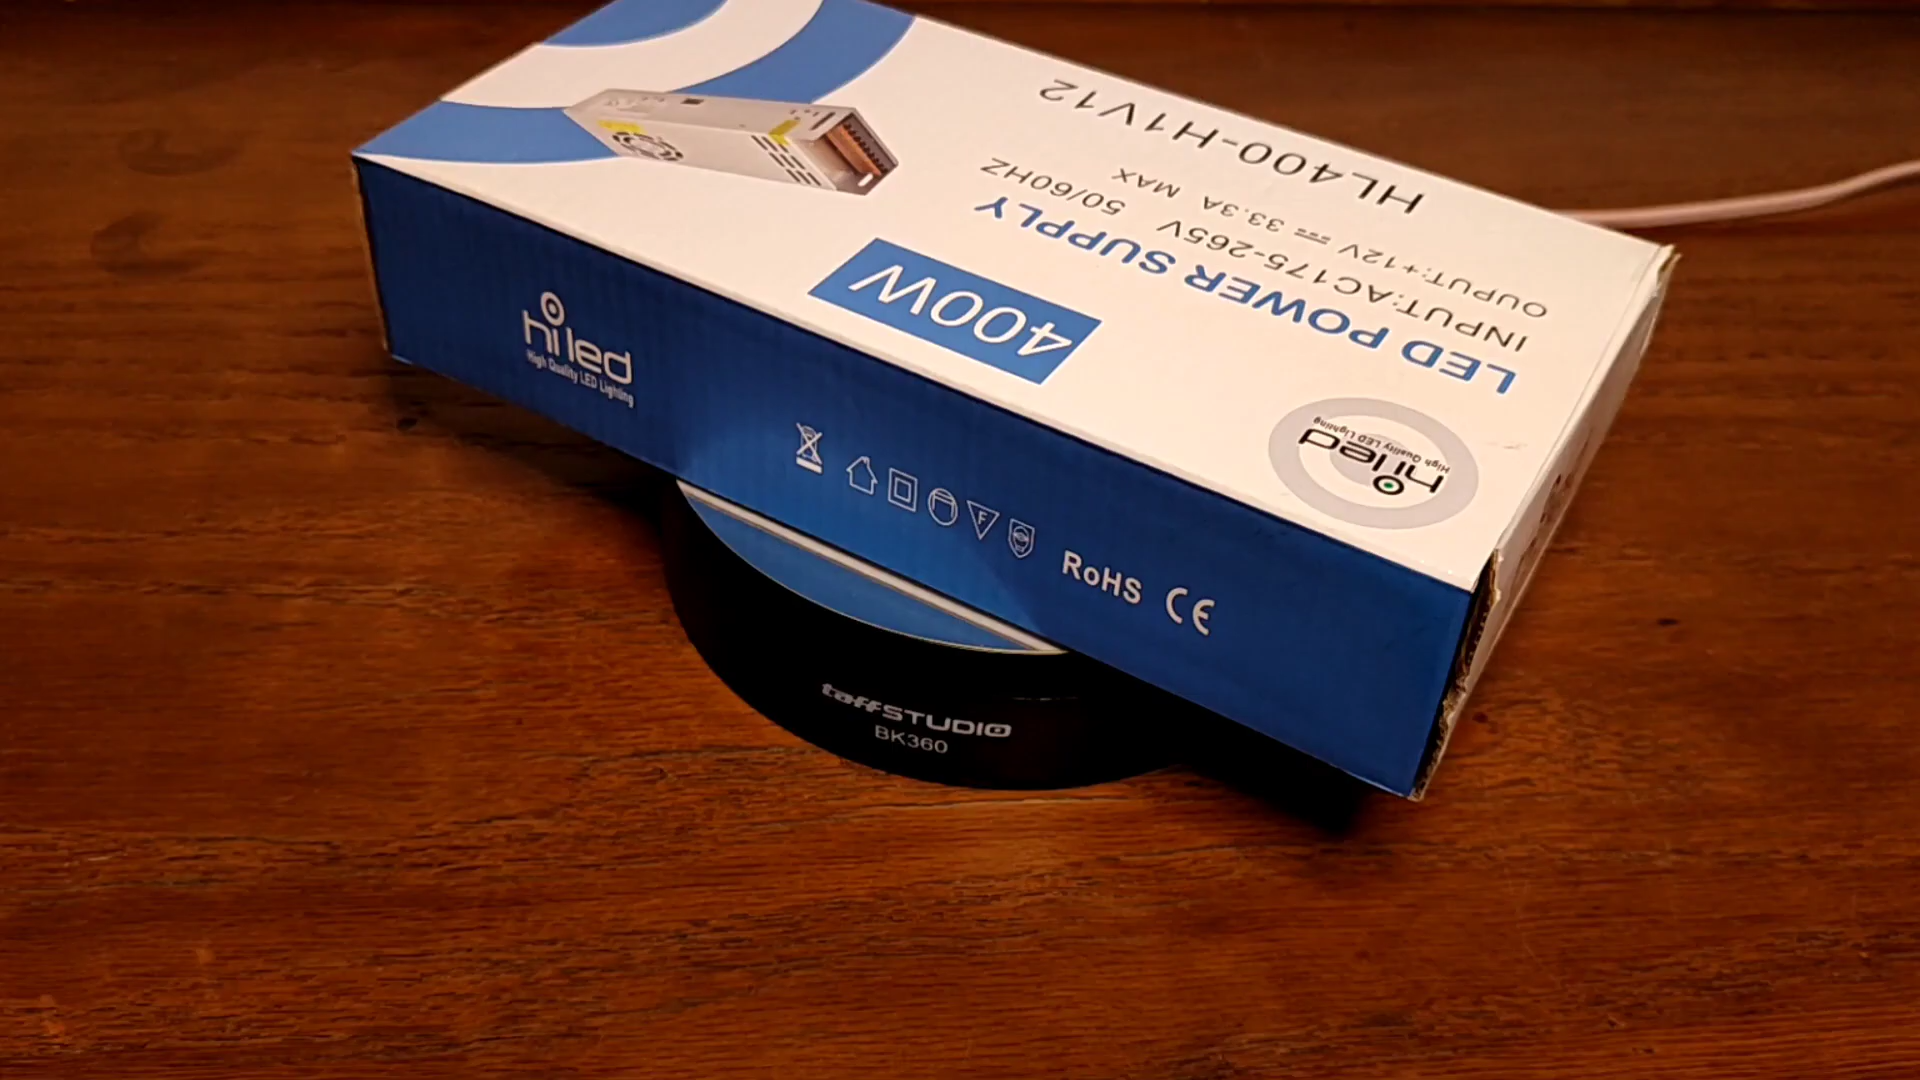 hi led
High Quality LED Lighting
LED POWER SUPPLY
INPUT:AC175-265V 50/60HZ
OUPUT:+12V 33.3A MAX
HL400-H1V12
400W
hi led
High Quality LED Lighting
F
RoHS CE
taffSTUDIO
BK360